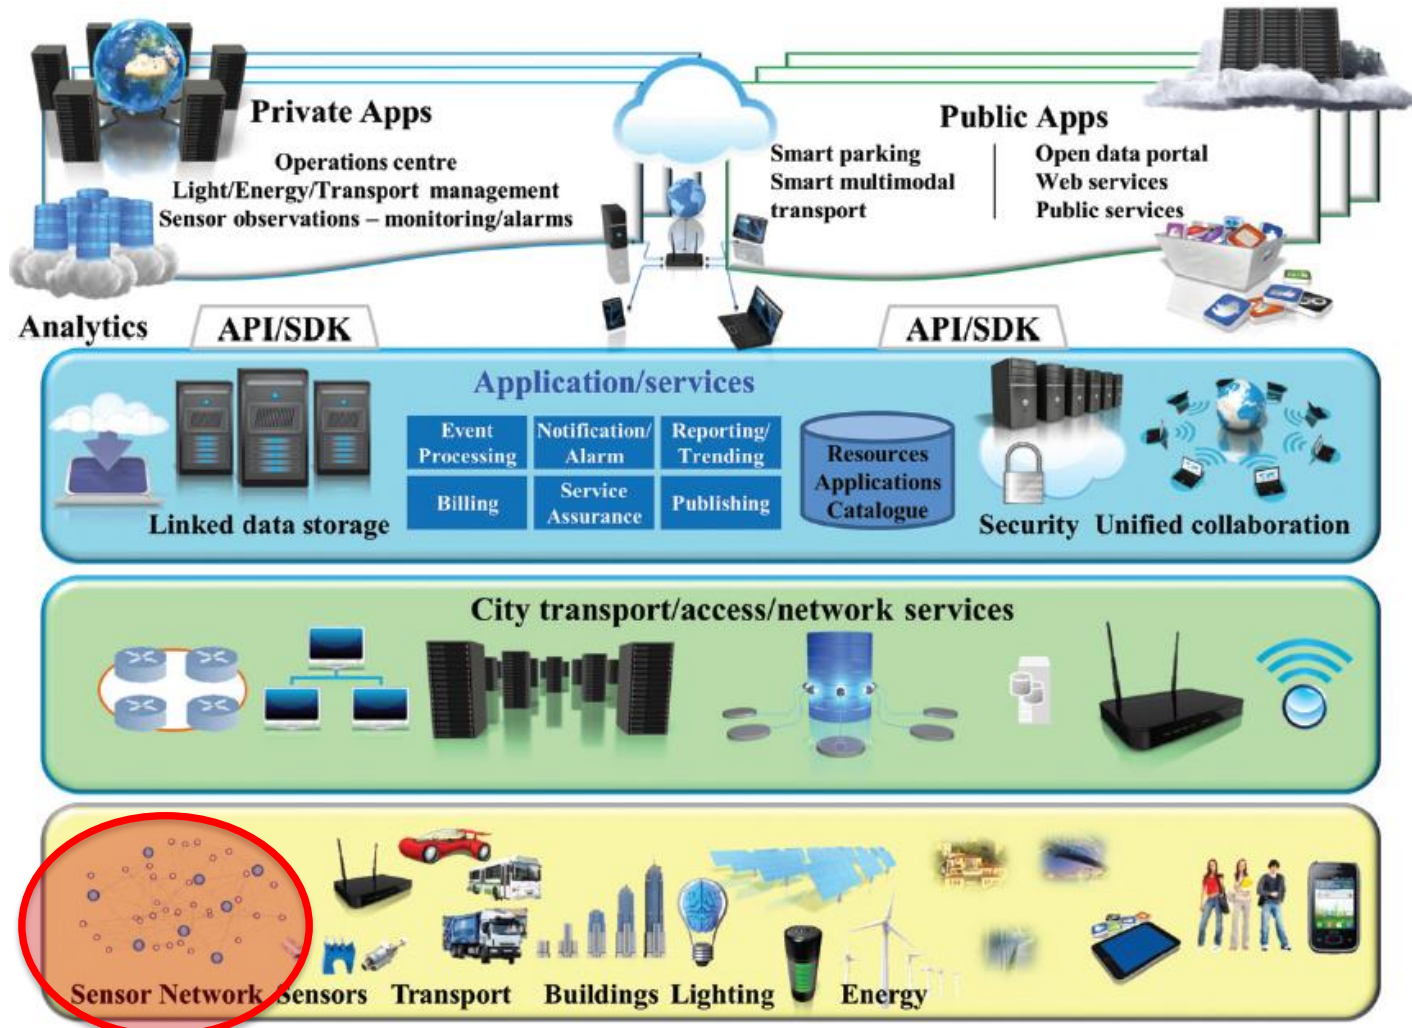 Private Apps
Operations centre
Light/Energy/Transport management
Sensor observations – monitoring/alarms
Public Apps
Smart parking
Smart multimodal
transport
Open data portal
Web services
Public services
Analytics
API/SDK
API/SDK
Application/services
Event
Processing
Notification/
Alarm
Reporting/
Trending
Billing
Service
Assurance
Publishing
Resources
Applications
Catalogue
Linked data storage
Security
Unified collaboration
City transport/access/network services
Sensor Network
Sensors
Transport
Buildings
Lighting
Energy